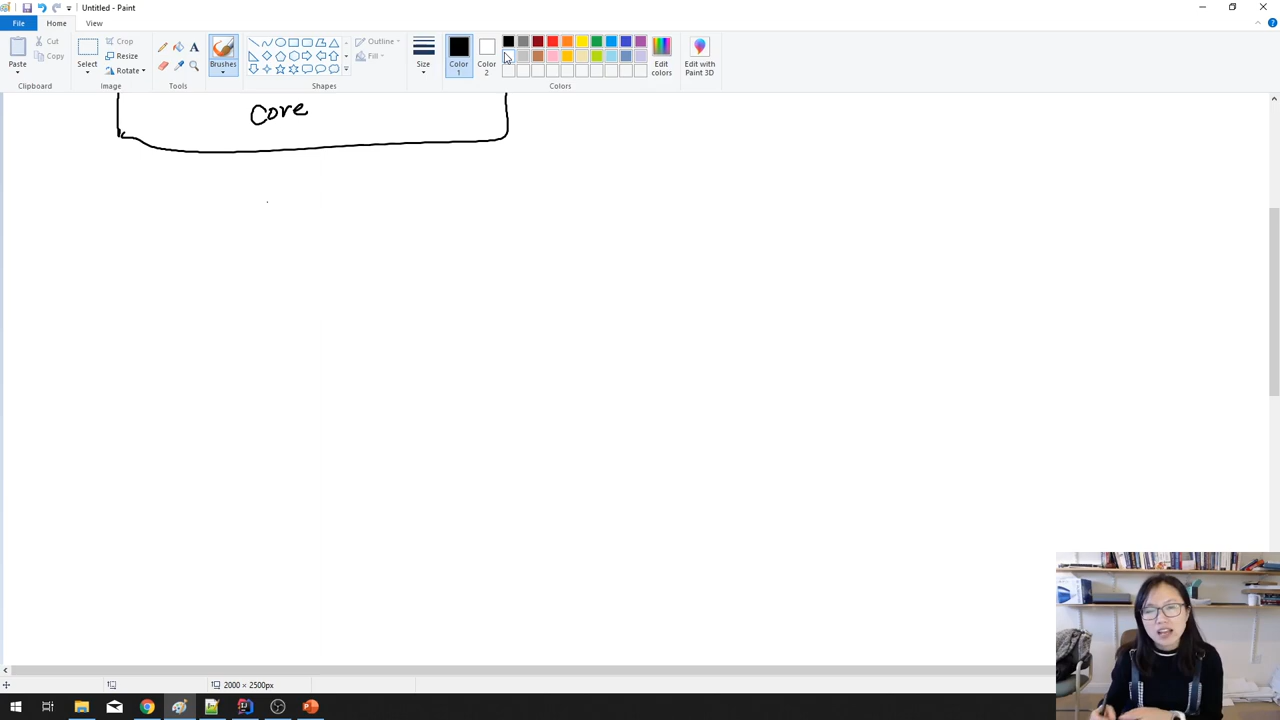 Untitled - Paint
File
Home
View
Paste
Cut
Copy
Clipboard
Select
Crop
Resize
Rotate
Image
Tools
A
Brushes
Shapes
Outline
Fill
Size
Color
1
Color
2
Colors
Edit
colors
Edit with
Paint 3D
core
2000 × 2500px